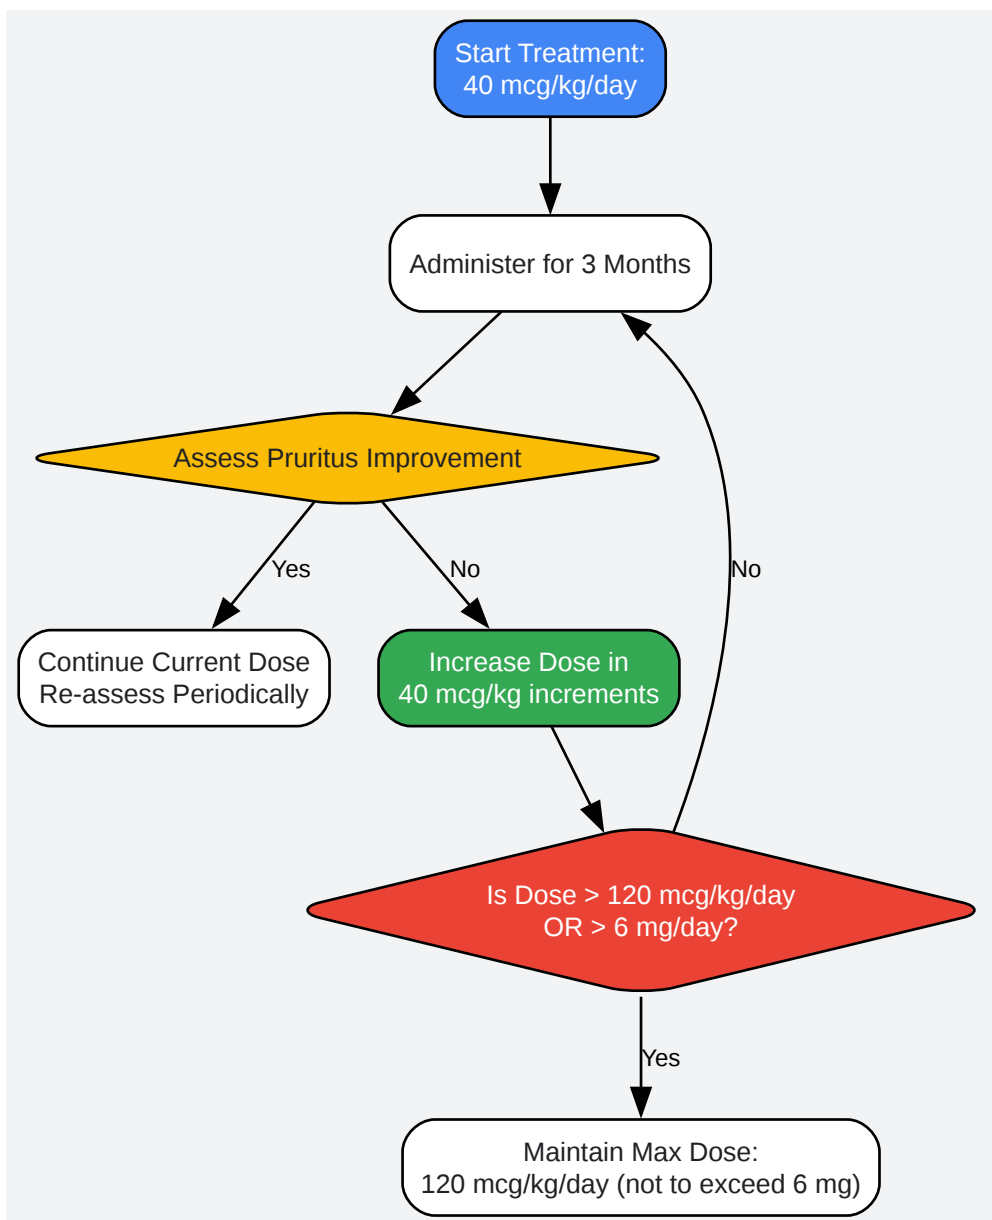 Start Treatment:
40 mcg/kg/day
Administer for 3 Months
Assess Pruritus Improvement
Yes
No
No
Continue Current Dose
Re-assess Periodically
Increase Dose in
40 mcg/kg increments
Is Dose > 120 mcg/kg/day
OR > 6 mg/day?
Yes
Maintain Max Dose:
120 mcg/kg/day (not to exceed 6 mg)